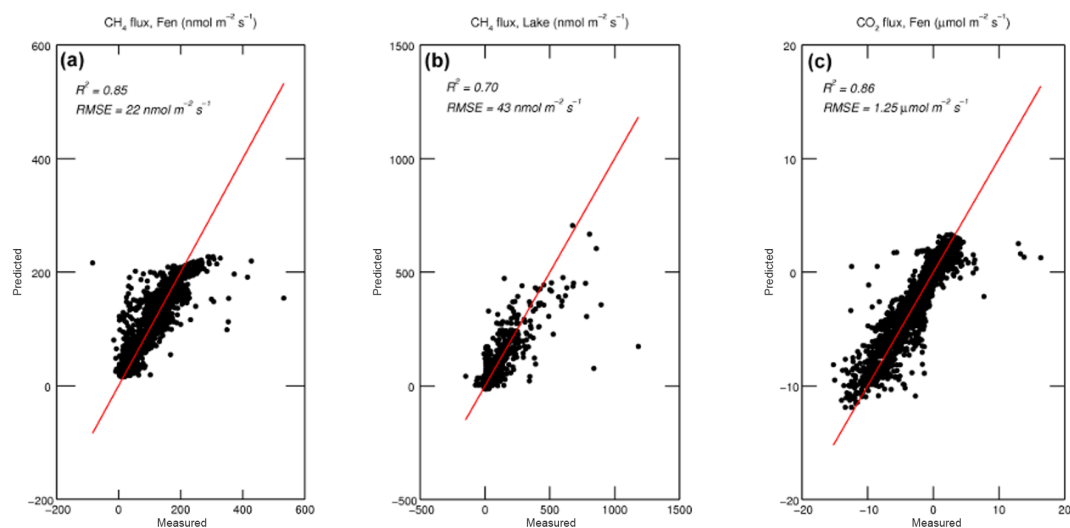 CH₄ flux, Fen (nmol m⁻² s⁻¹)
(a)
R² = 0.85
RMSE = 22 nmol m⁻² s⁻¹
600
400
200
0
−200
Predicted
−200 0 200 400 600
Measured
CH₄ flux, Lake (nmol m⁻² s⁻¹)
(b)
R² = 0.70
RMSE = 43 nmol m⁻² s⁻¹
1500
1000
500
0
−500
Predicted
−500 0 500 1000 1500
Measured
CO₂ flux, Fen (μmol m⁻² s⁻¹)
(c)
R² = 0.86
RMSE = 1.25 μmol m⁻² s⁻¹
20
10
0
−10
−20
Predicted
−20 −10 0 10 20
Measured